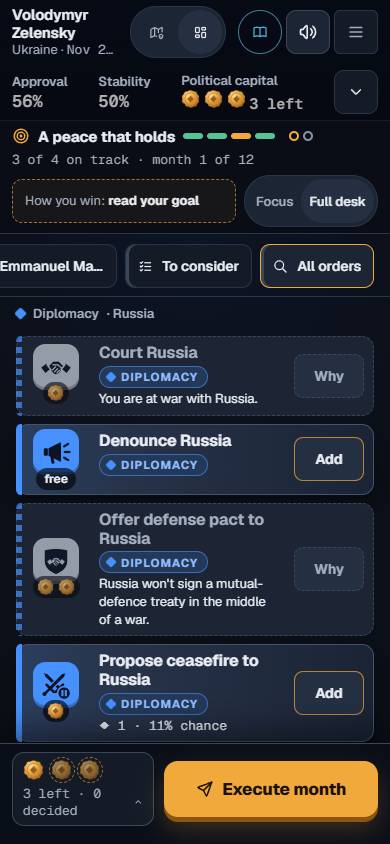 Volodymyr
Zelensky
Ukraine · Nov 2…
Approval
56%
Stability
50%
Political capital
3 left
A peace that holds
3 of 4 on track · month 1 of 12
How you win: read your goal
Focus
Full desk
Emmanuel Ma…
To consider
All orders
Diplomacy · Russia
Court Russia
DIPLOMACY
You are at war with Russia.
Why
Denounce Russia
DIPLOMACY
free
Add
Offer defense pact to
Russia
DIPLOMACY
Russia won't sign a mutual-
defence treaty in the middle
of a war.
Why
Propose ceasefire to
Russia
DIPLOMACY
1 · 11% chance
Add
3 left · 0
decided
Execute month